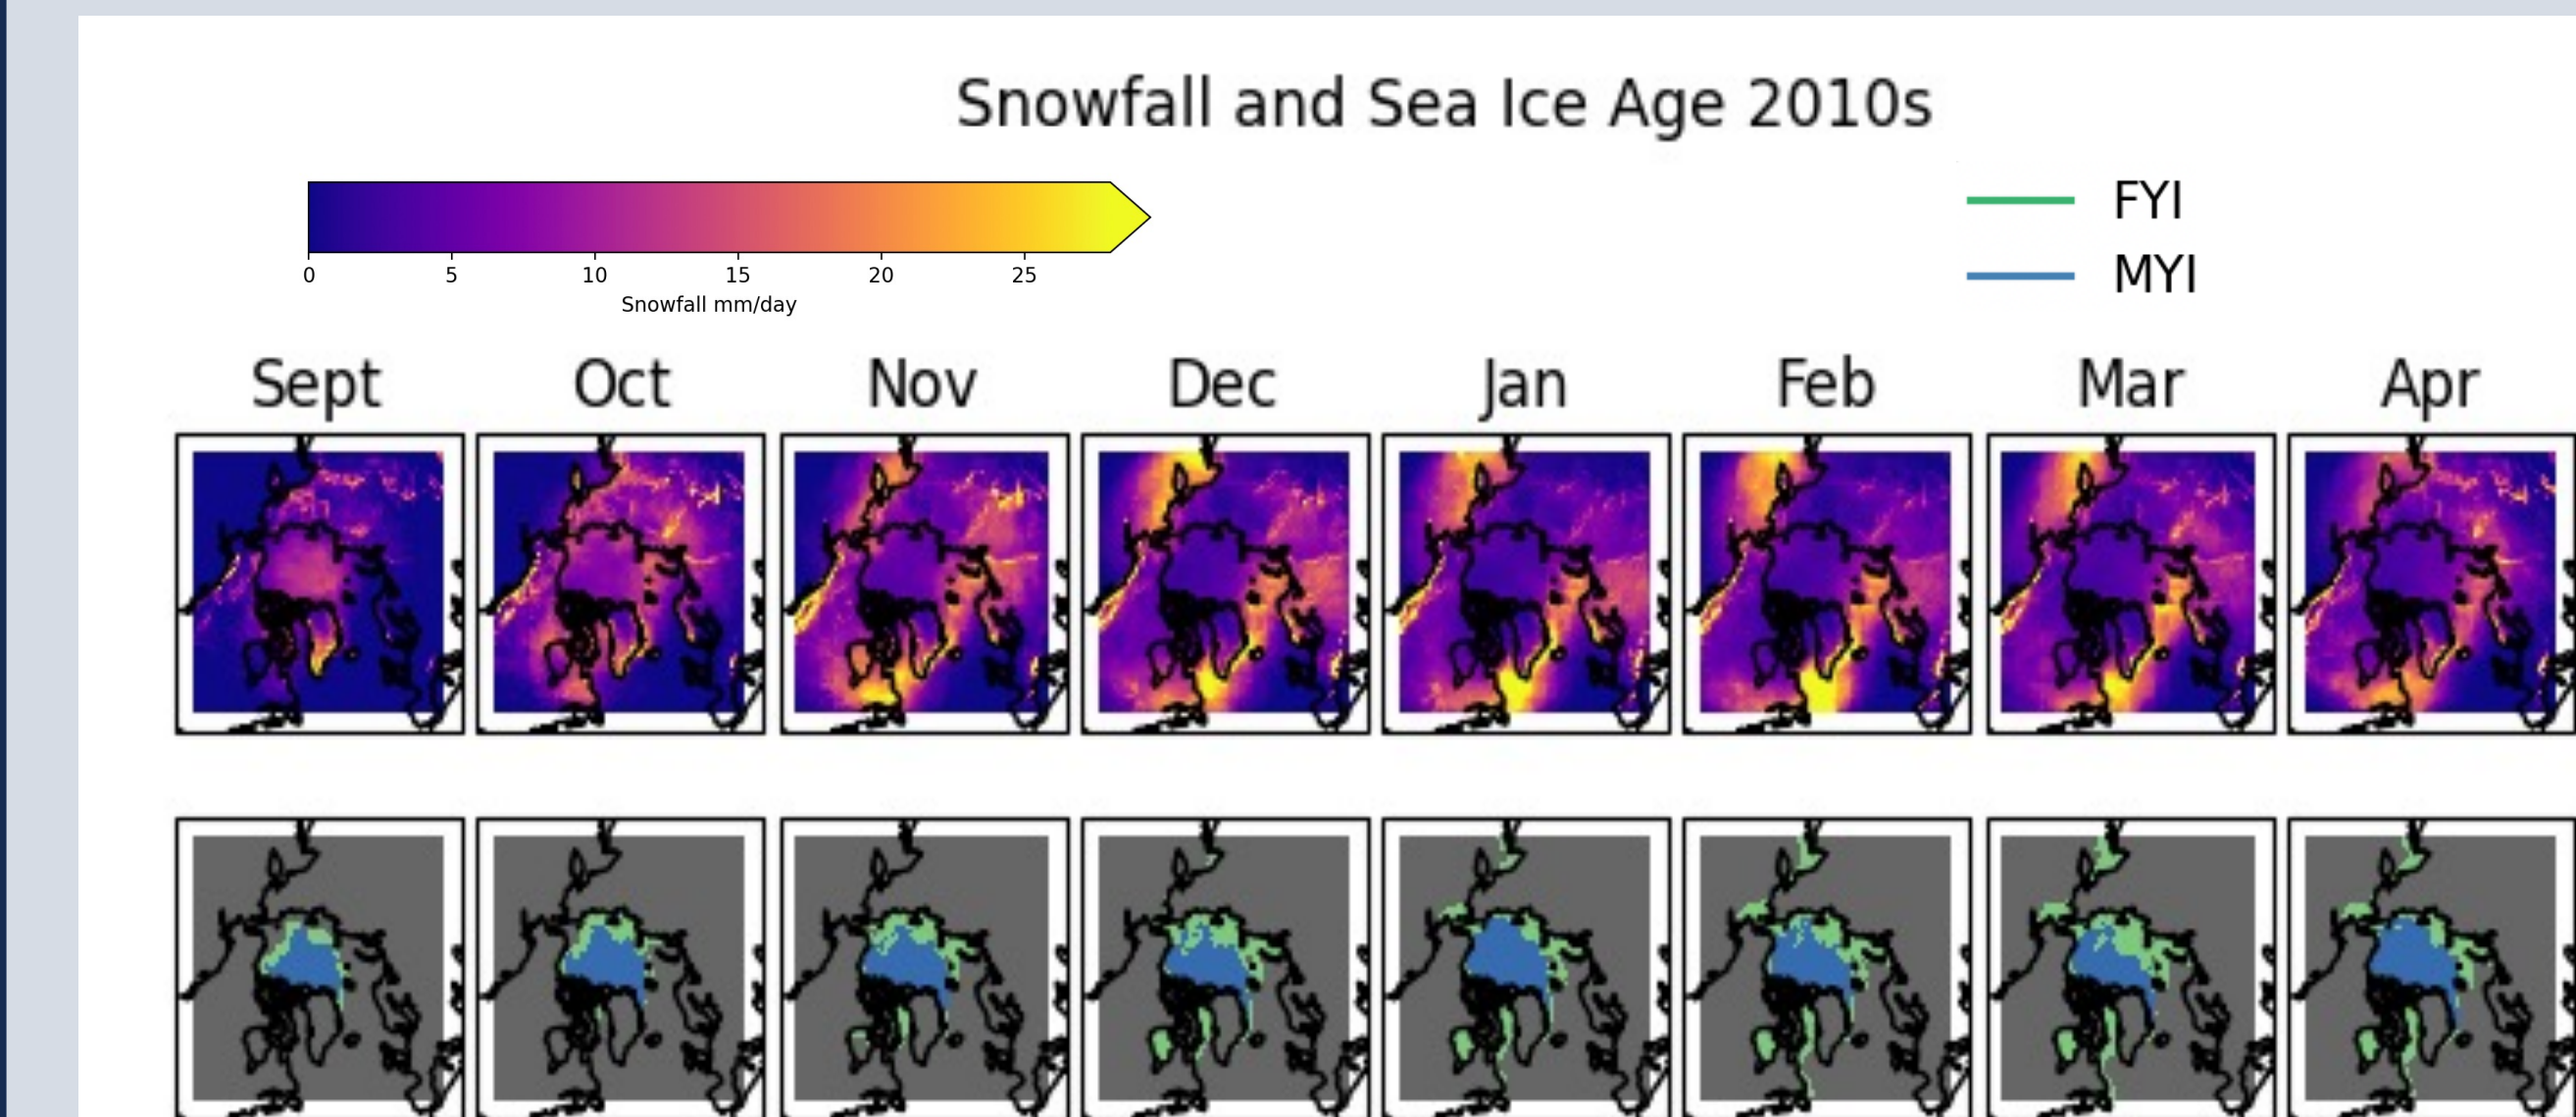 Snowfall and Sea Ice Age 2010s
FYI
MYI
0 5 10 15 20 25
Snowfall mm/day
Sept Oct Nov Dec Jan Feb Mar Apr